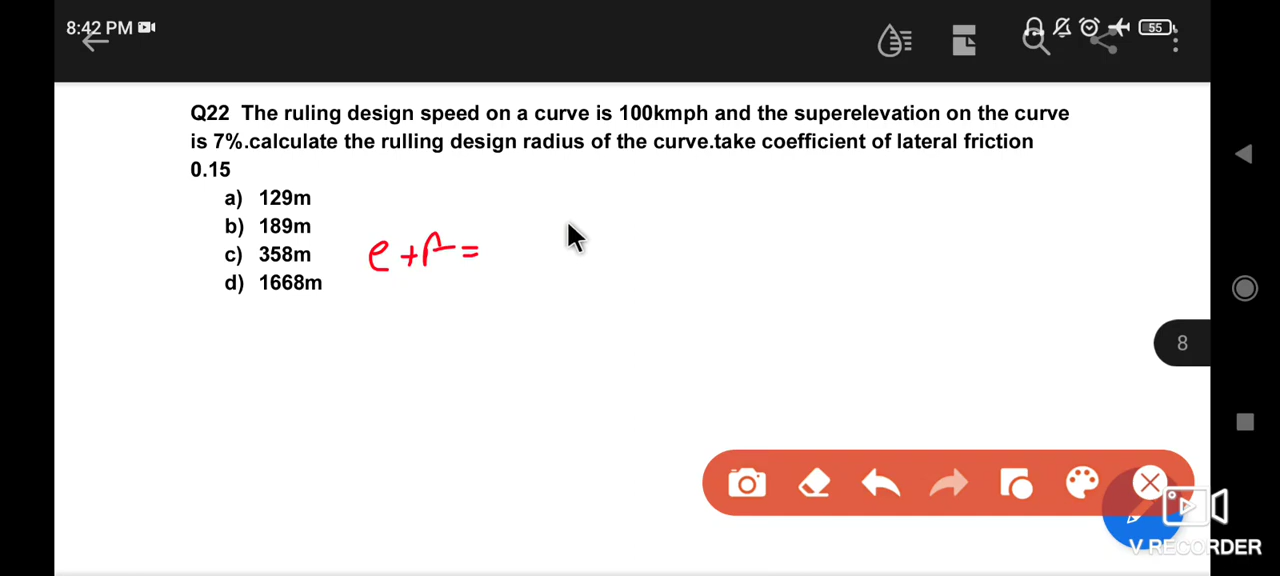 8:42 PM
55
Q22 The ruling design speed on a curve is 100kmph and the superelevation on the curve
is 7%.calculate the rulling design radius of the curve.take coefficient of lateral friction
0.15
a) 129m
b) 189m
c) 358m
d) 1668m
e + f =
8
V RECORDER